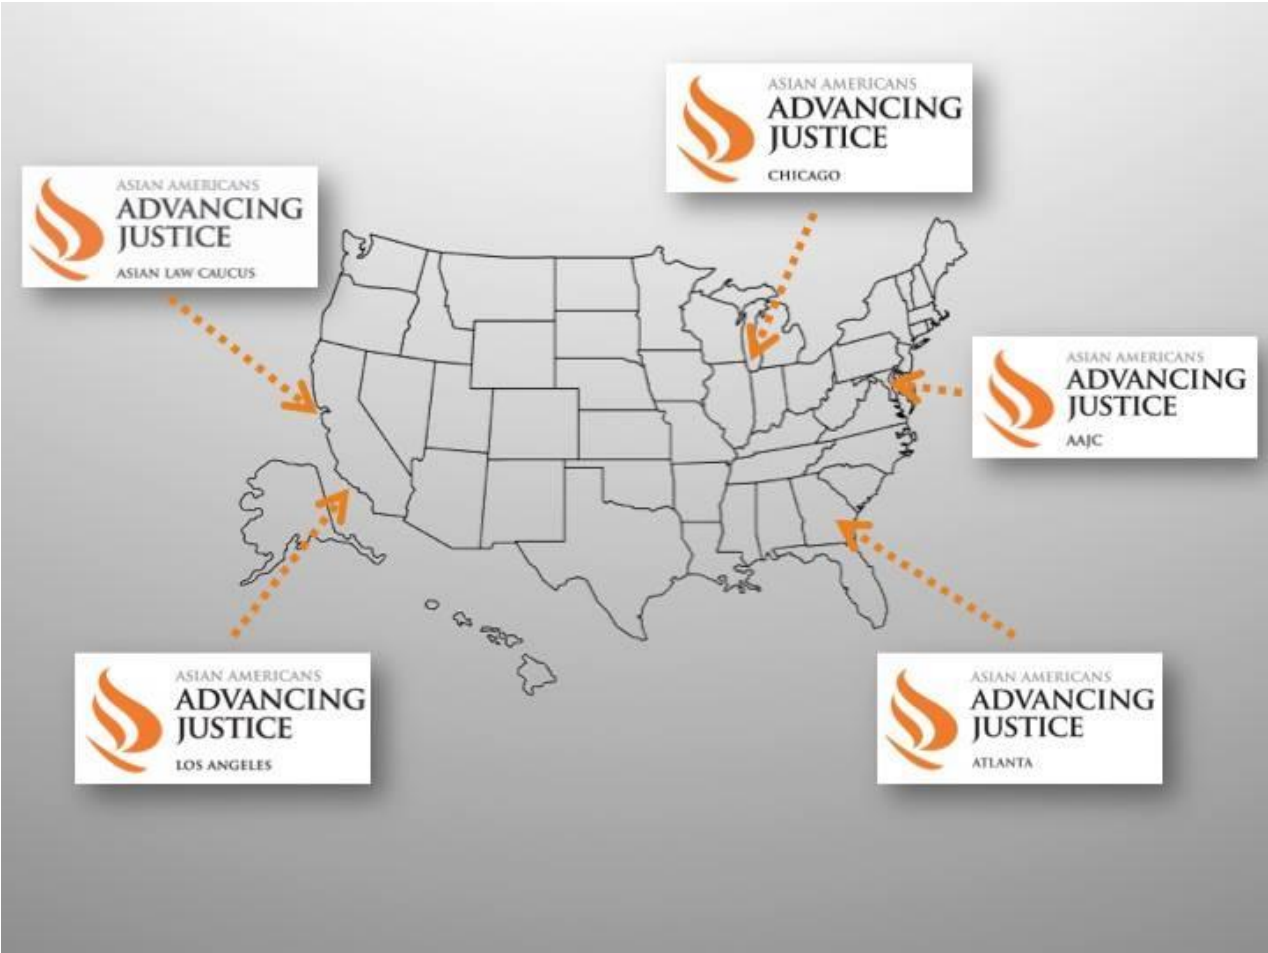 ASIAN AMERICANS
ADVANCING
JUSTICE
CHICAGO
ASIAN AMERICANS
ADVANCING
JUSTICE
ASIAN LAW CAUCUS
ASIAN AMERICANS
ADVANCING
JUSTICE
AAJC
ASIAN AMERICANS
ADVANCING
JUSTICE
LOS ANGELES
ASIAN AMERICANS
ADVANCING
JUSTICE
ATLANTA